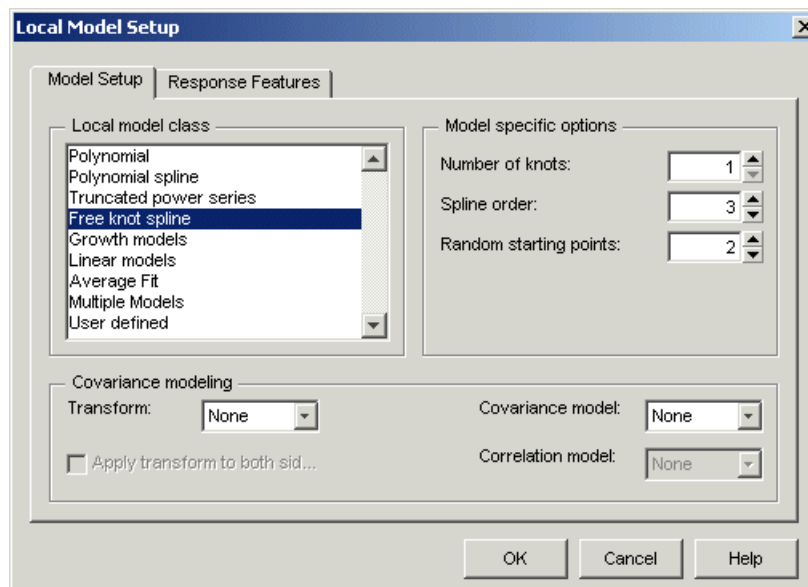 Local Model Setup
Model Setup
Response Features
Local model class
Polynomial
Polynomial spline
Truncated power series
Free knot spline
Growth models
Linear models
Average Fit
Multiple Models
User defined
Model specific options
Number of knots: 1
Spline order: 3
Random starting points: 2
Covariance modeling
Transform: None
Apply transform to both sid...
Covariance model: None
Correlation model: None
OK
Cancel
Help